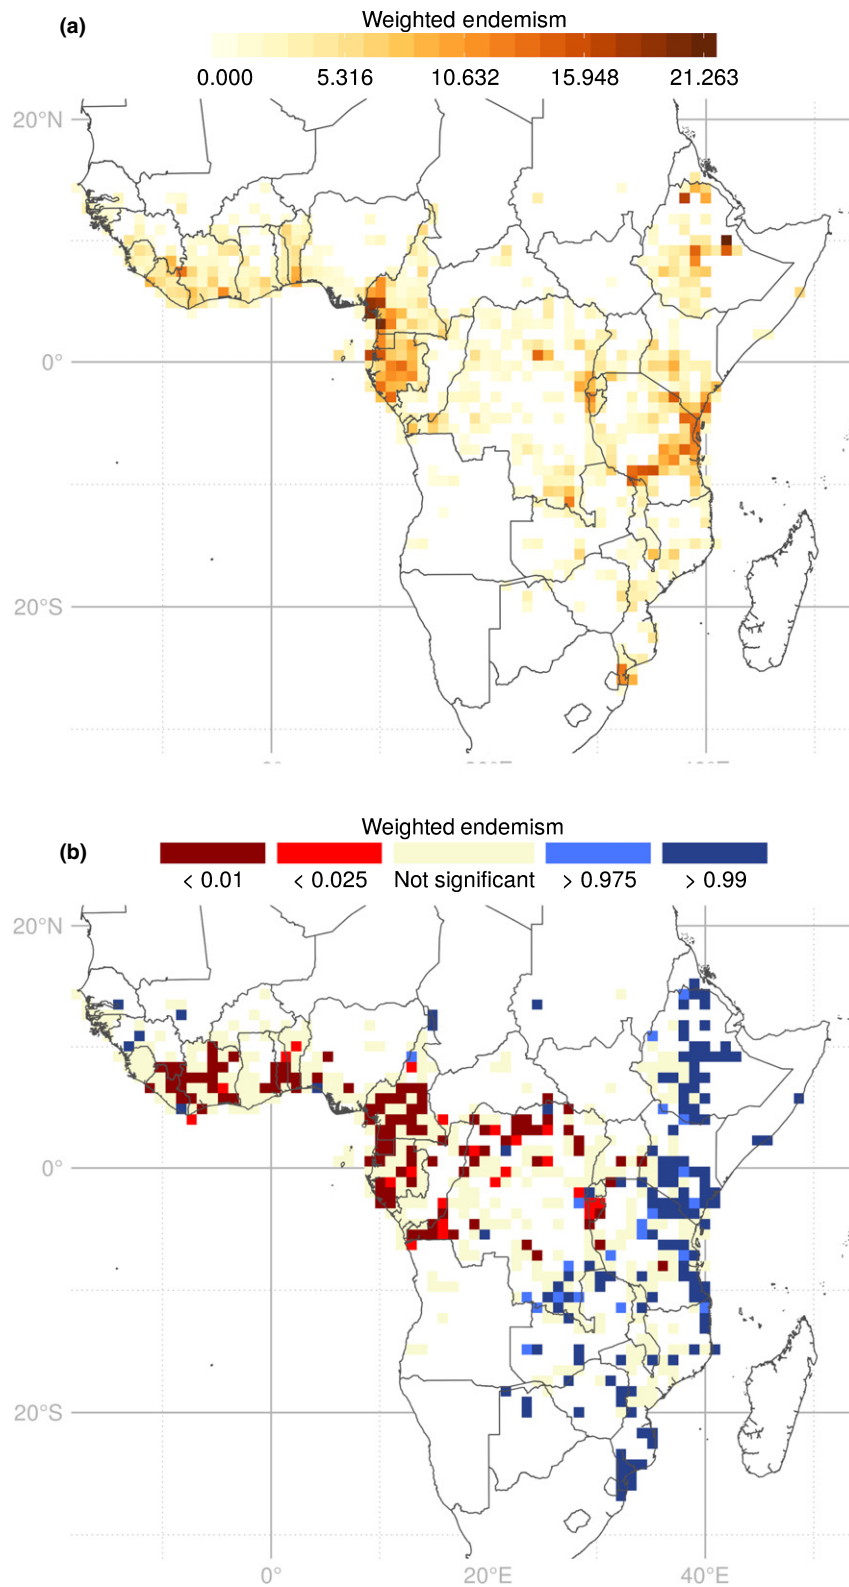 (a)
Weighted endemism
0.000 5.316 10.632 15.948 21.263
20°N
0°
20°S
(b)
Weighted endemism
< 0.01 < 0.025 Not significant > 0.975 > 0.99
20°N
0°
20°S
0° 20°E 40°E